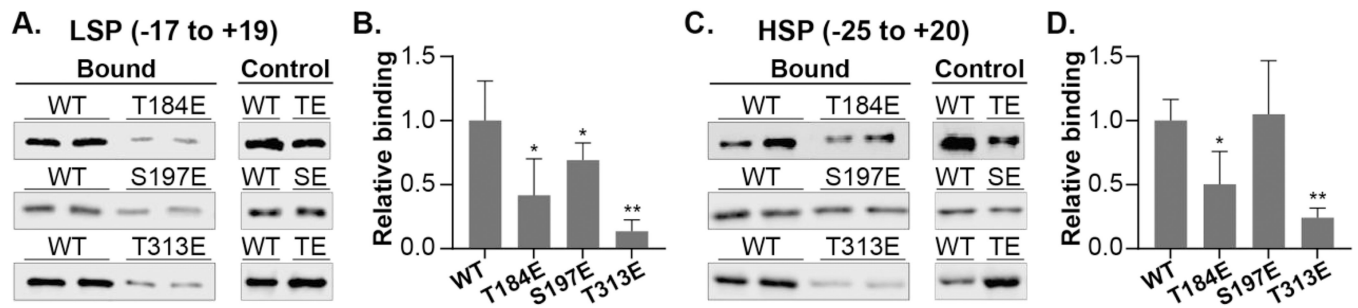 A. LSP (-17 to +19)
Bound Control
WT T184E WT TE
WT S197E WT SE
WT T313E WT TE
B.
Relative binding
1.5
1.0
0.5
0.0
* * **
WT T184E S197E T313E
C. HSP (-25 to +20)
Bound Control
WT T184E WT TE
WT S197E WT SE
WT T313E WT TE
D.
Relative binding
1.5
1.0
0.5
0.0
* **
WT T184E S197E T313E